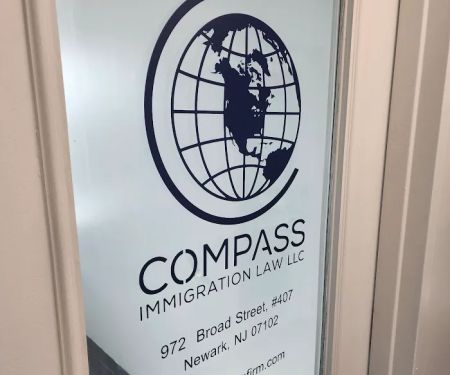 COMPASS
IMMIGRATION LAW LLC
972 Broad Street, #407
Newark, NJ 07102